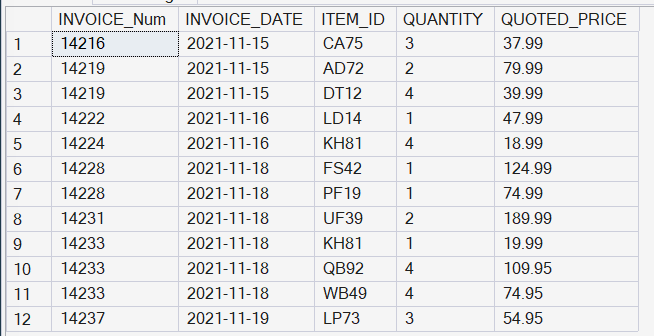 INVOICE_Num INVOICE_DATE ITEM_ID QUANTITY QUOTED_PRICE
1 14216 2021-11-15 CA75 3 37.99
2 14219 2021-11-15 AD72 2 79.99
3 14219 2021-11-15 DT12 4 39.99
4 14222 2021-11-16 LD14 1 47.99
5 14224 2021-11-16 KH81 4 18.99
6 14228 2021-11-18 FS42 1 124.99
7 14228 2021-11-18 PF19 1 74.99
8 14231 2021-11-18 UF39 2 189.99
9 14233 2021-11-18 KH81 1 19.99
10 14233 2021-11-18 QB92 4 109.95
11 14233 2021-11-18 WB49 4 74.95
12 14237 2021-11-19 LP73 3 54.95